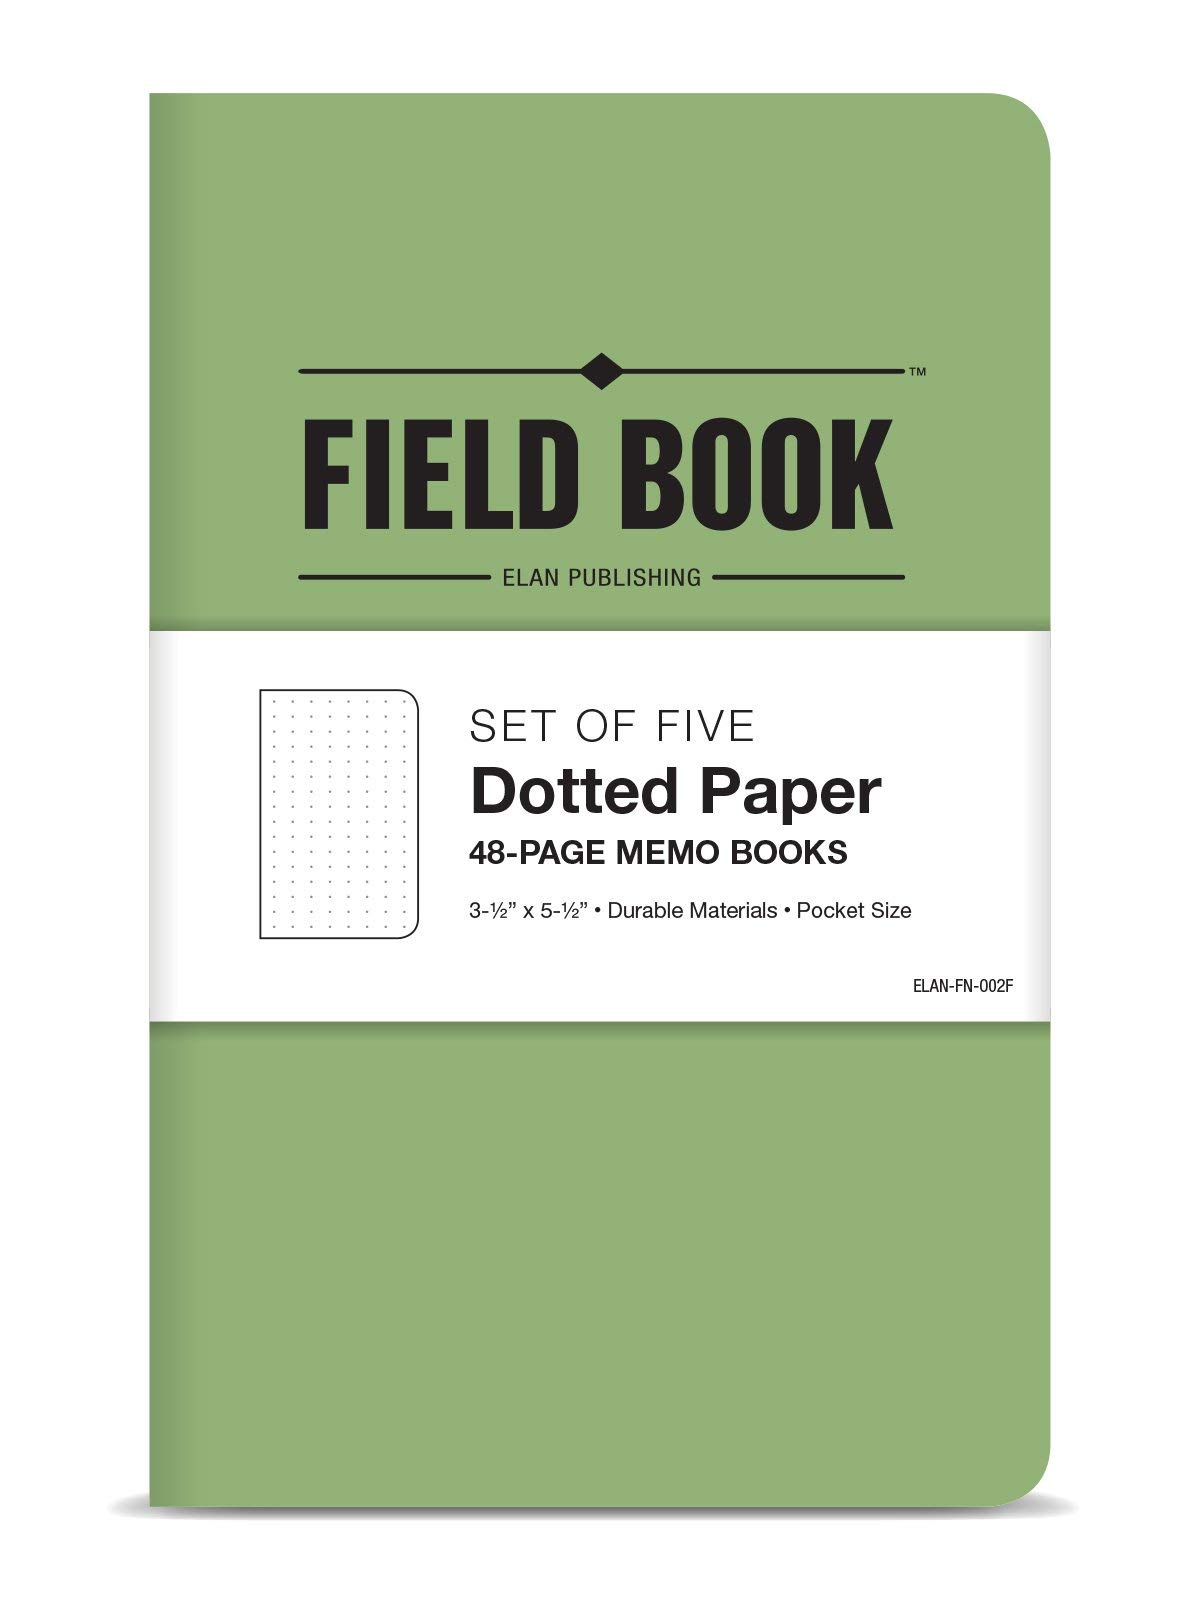 ™
FIELD BOOK
ELAN PUBLISHING
SET OF FIVE
Dotted Paper
48-PAGE MEMO BOOKS
3-½” x 5-½” • Durable Materials • Pocket Size
ELAN-FN-002F